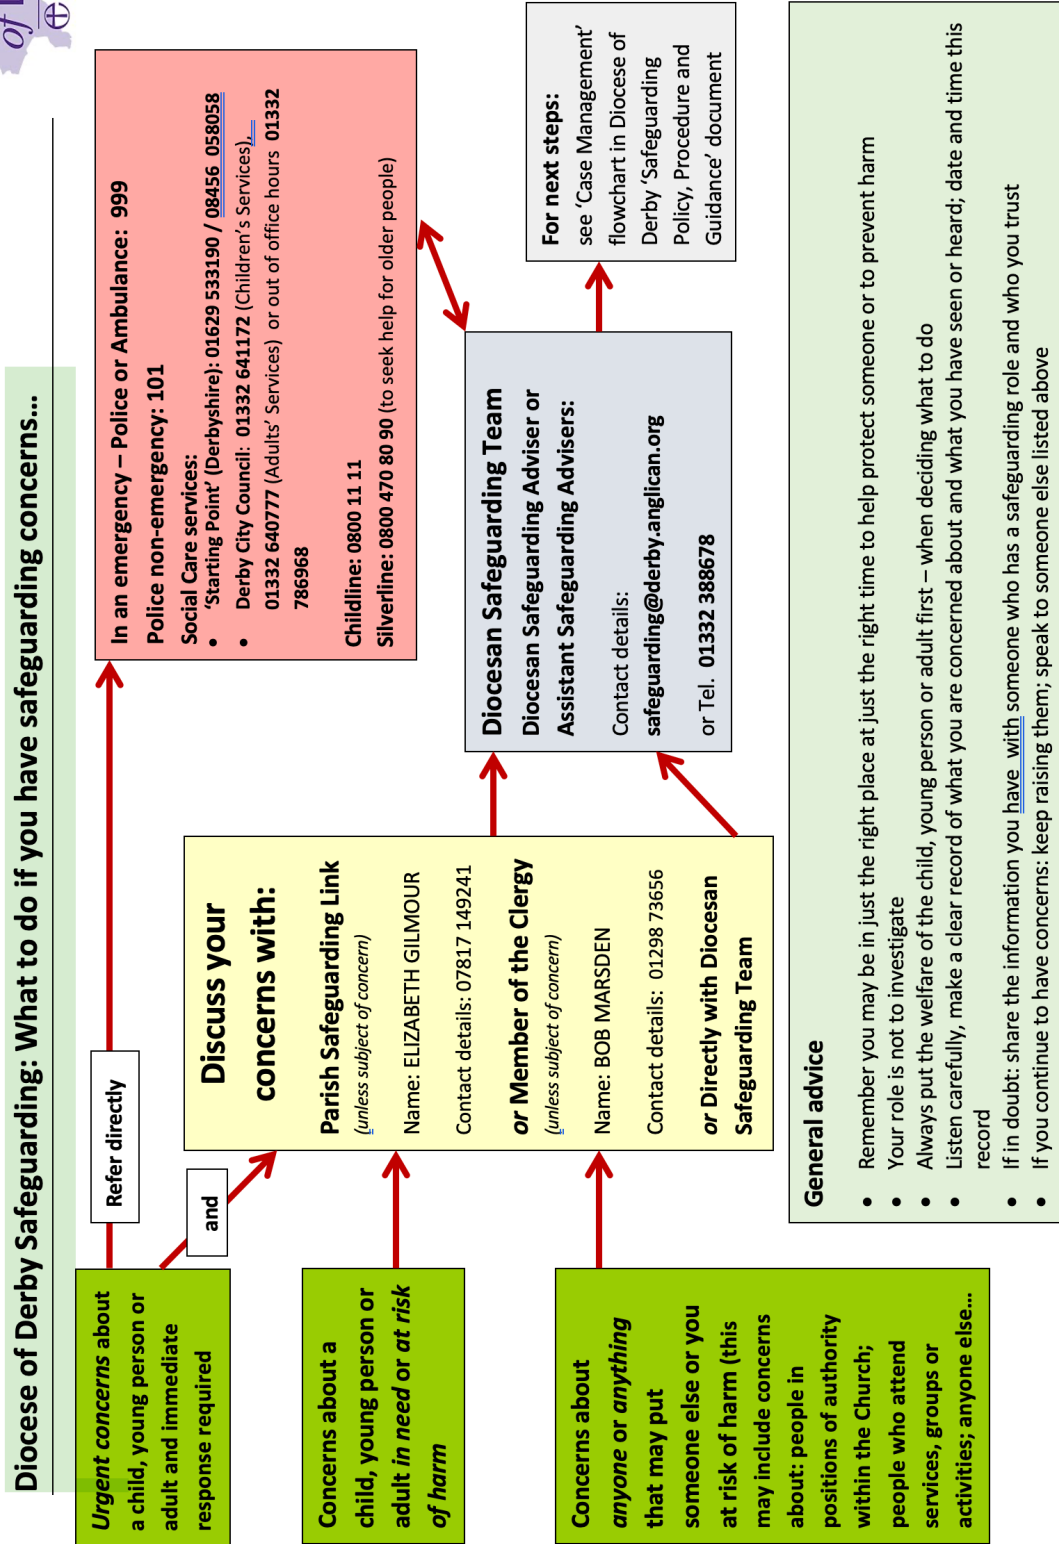 of
e
Diocese of Derby Safeguarding: What to do if you have safeguarding concerns...
Urgent concerns about
a child, young person or
adult and immediate
response required
Refer directly
and
Concerns about a
child, young person or
adult in need or at risk
of harm
Concerns about
anyone or anything
that may put
someone else or you
at risk of harm (this
may include concerns
about: people in
positions of authority
within the Church;
people who attend
services, groups or
activities; anyone else...
Discuss your
concerns with:
Parish Safeguarding Link
(unless subject of concern)
Name: ELIZABETH GILMOUR
Contact details: 07817 149241
or Member of the Clergy
(unless subject of concern)
Name: BOB MARSDEN
Contact details: 01298 73656
or Directly with Diocesan
Safeguarding Team
In an emergency – Police or Ambulance: 999
Police non-emergency: 101
Social Care services:
• 'Starting Point' (Derbyshire): 01629 533190 / 08456 058058
• Derby City Council: 01332 641172 (Children's Services),
01332 640777 (Adults' Services) or out of office hours 01332
786968
Childline: 0800 11 11
Silverline: 0800 470 80 90 (to seek help for older people)
Diocesan Safeguarding Team
Diocesan Safeguarding Adviser or
Assistant Safeguarding Advisers:
Contact details:
safeguarding@derby.anglican.org
or Tel. 01332 388678
For next steps:
see 'Case Management'
flowchart in Diocese of
Derby 'Safeguarding
Policy, Procedure and
Guidance' document
General advice
• Remember you may be in just the right place at just the right time to help protect someone or to prevent harm
• Your role is not to investigate
• Always put the welfare of the child, young person or adult first – when deciding what to do
• Listen carefully, make a clear record of what you are concerned about and what you have seen or heard; date and time this
record
• If in doubt: share the information you have with someone who has a safeguarding role and who you trust
• If you continue to have concerns: keep raising them; speak to someone else listed above